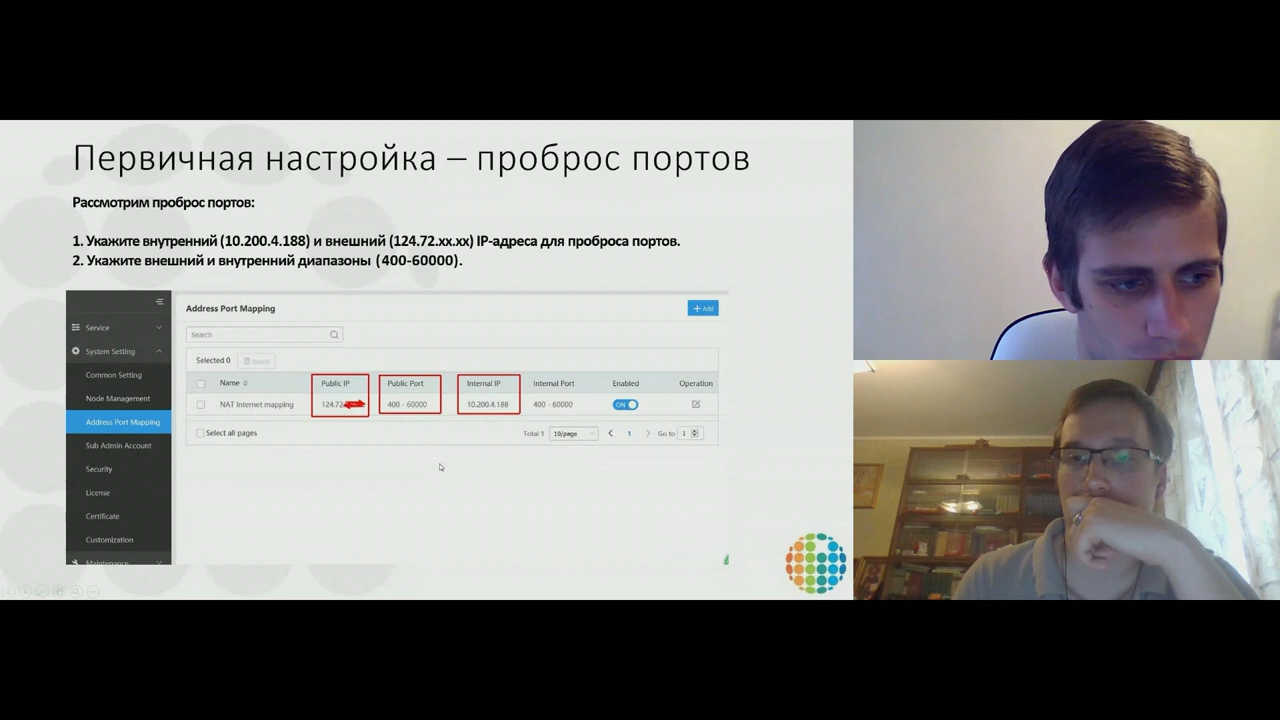 Первичная настройка – проброс портов
Рассмотрим проброс портов:
1. Укажите внутренний (10.200.4.188) и внешний (124.72.xx.xx) IP-адреса для проброса портов.
2. Укажите внешний и внутренний диапазоны (400-60000).
Service
System Setting
Common Setting
Node Management
Address Port Mapping
Sub Admin Account
Security
License
Certificate
Customization
Maintenance
Address Port Mapping
+ Add
Search
Selected 0 Delete
Name Public IP Public Port Internal IP Internal Port Enabled Operation
NAT Internet mapping 124.72 400 - 60000 10.200.4.188 400 - 60000 ON
Select all pages Total 1 10/page < 1 > Go to 1